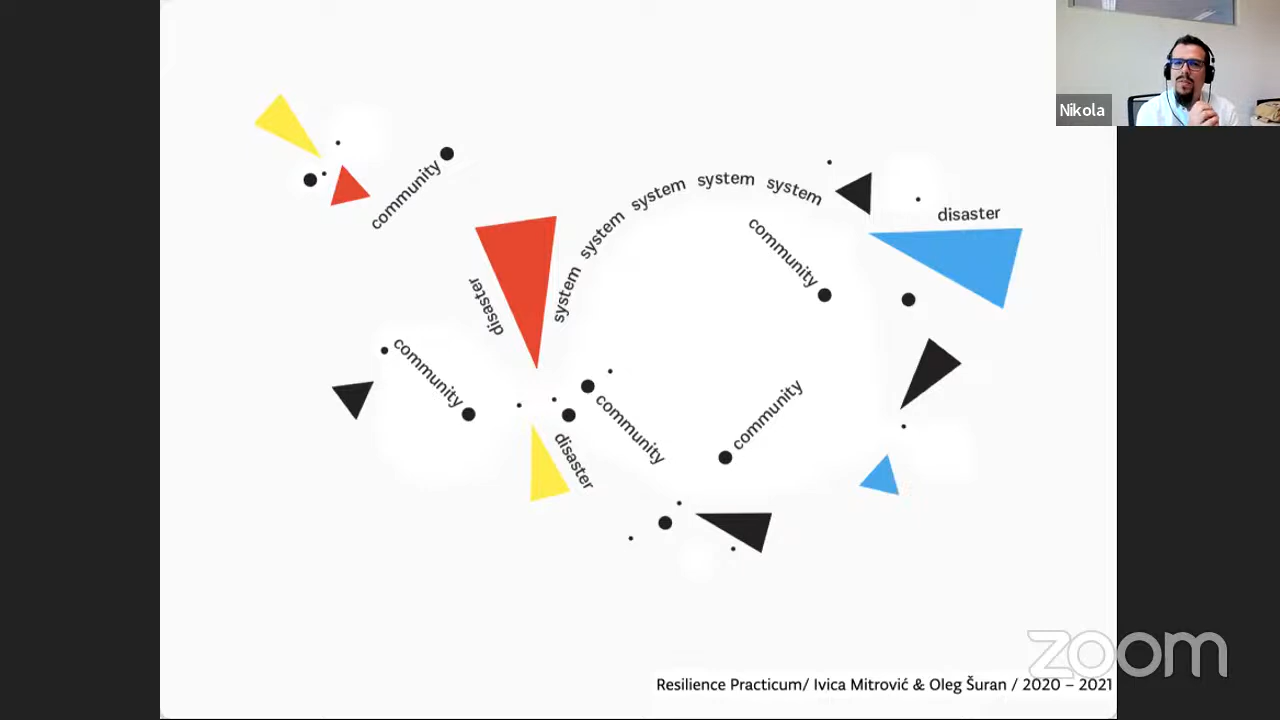 Nikola
community
system system system system system
disaster
community
disaster
community
community
community
disaster
zoom
Resilience Practicum/ Ivica Mitrović & Oleg Šuran / 2020 – 2021